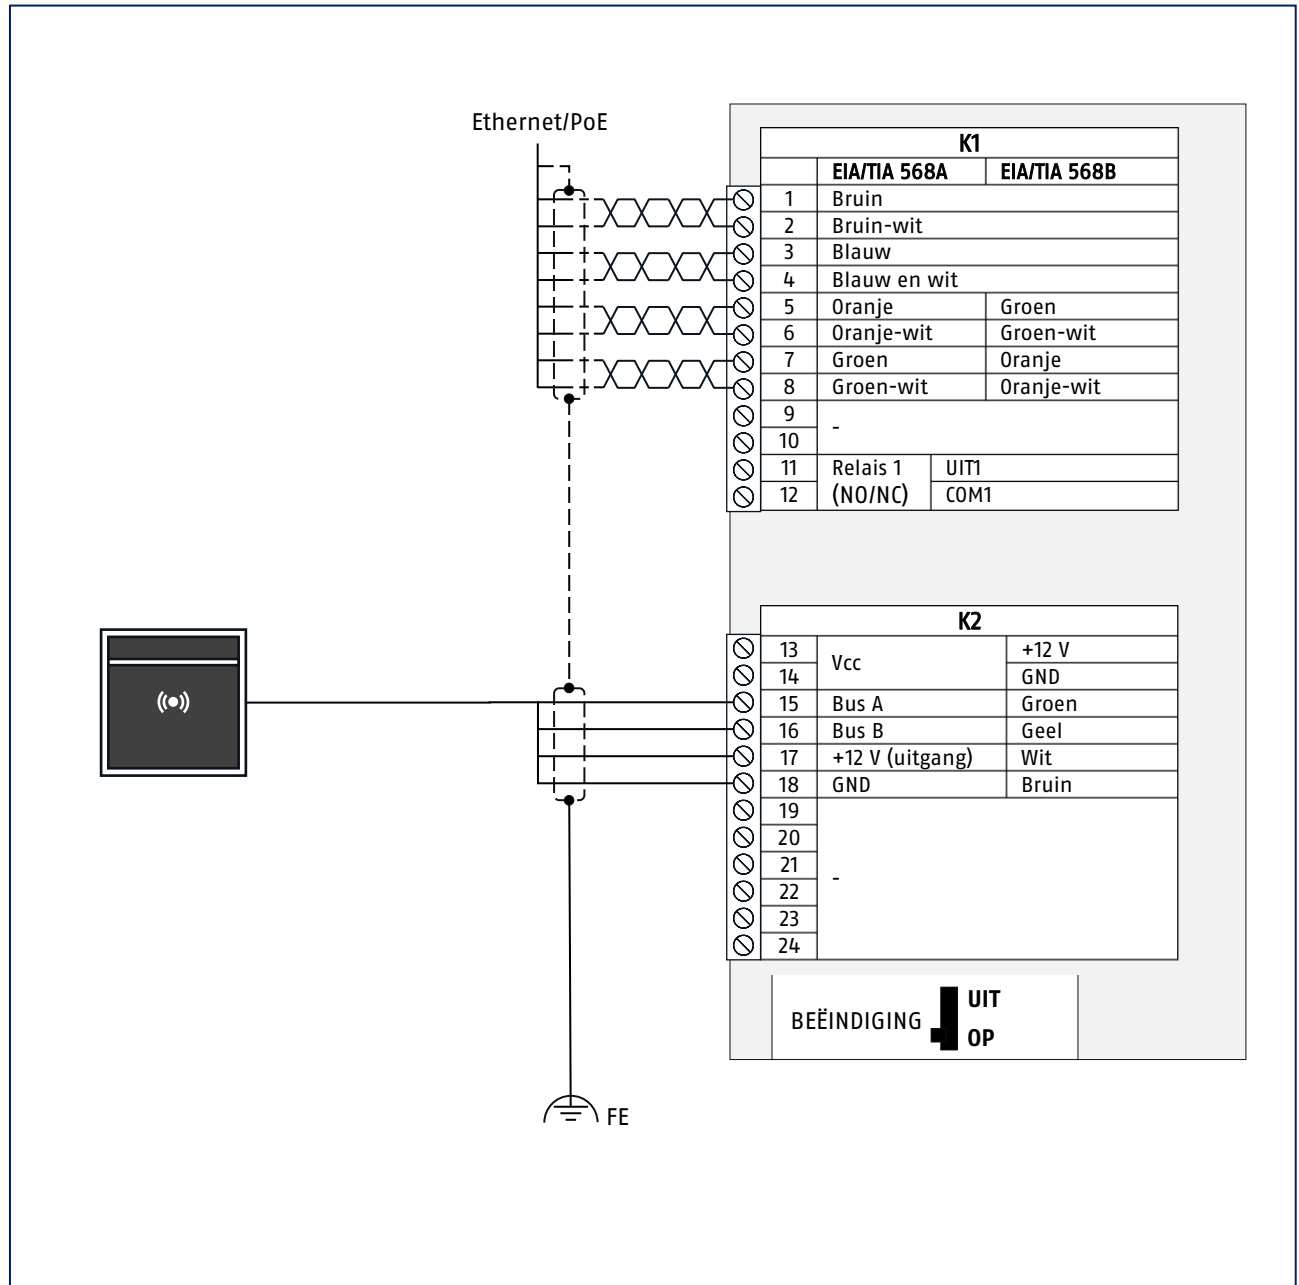 Ethernet/PoE
K1
EIA/TIA 568A EIA/TIA 568B
1 Bruin
2 Bruin-wit
3 Blauw
4 Blauw en wit
5 Oranje Groen
6 Oranje-wit Groen-wit
7 Groen Oranje
8 Groen-wit Oranje-wit
9
-
10
11 Relais 1 UIT1
12 (NO/NC) COM1
K2
13 +12 V
Vcc
14 GND
15 Bus A Groen
16 Bus B Geel
17 +12 V (uitgang) Wit
18 GND Bruin
19
20
21
-
22
23
24
UIT
BEËINDIGING
OP
FE